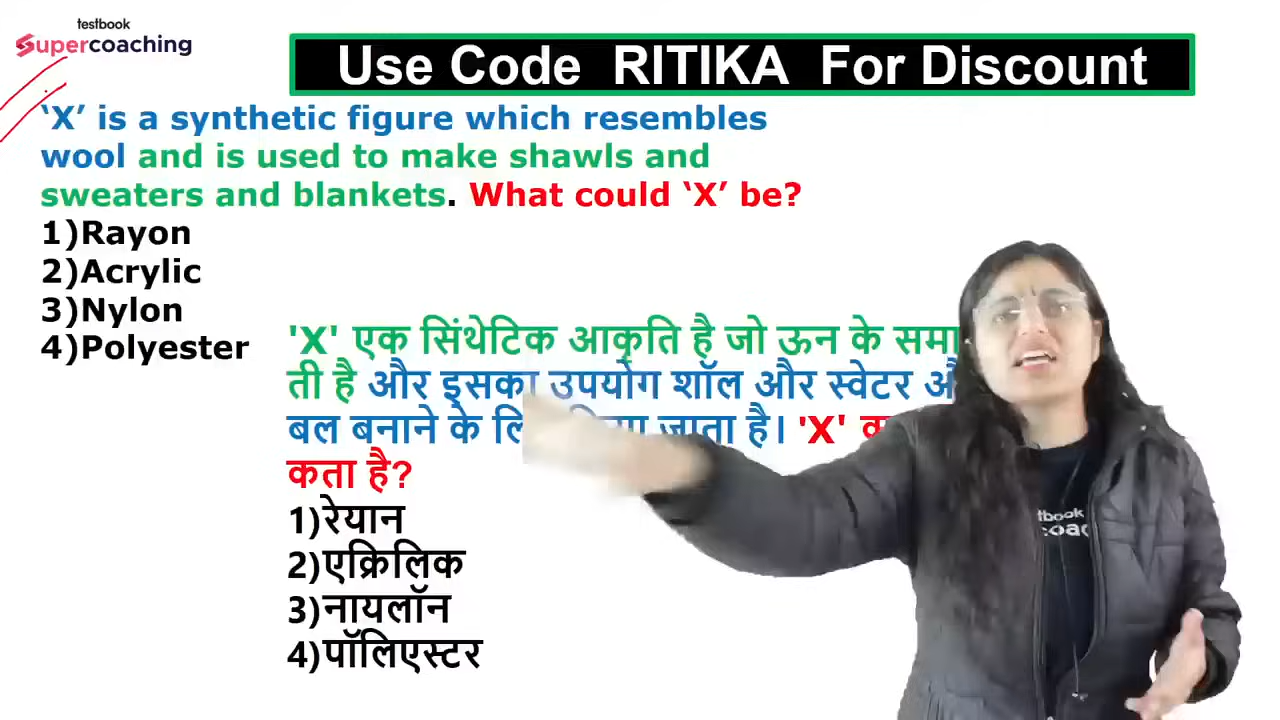 testbook
Supercoaching
Use Code RITIKA For Discount
‘X’ is a synthetic figure which resembles
wool and is used to make shawls and
sweaters and blankets. What could ‘X’ be?
1)Rayon
2)Acrylic
3)Nylon
4)Polyester
'X' एक सिंथेटिक आकृति है जो ऊन के
ती है और इसका उपयोग शॉल और स्वेटर
बल बनाने के जाता है। 'X'
कता है?
1)रेयान
2)एक्रिलिक
3)नायलॉन
4)पॉलिएस्टर